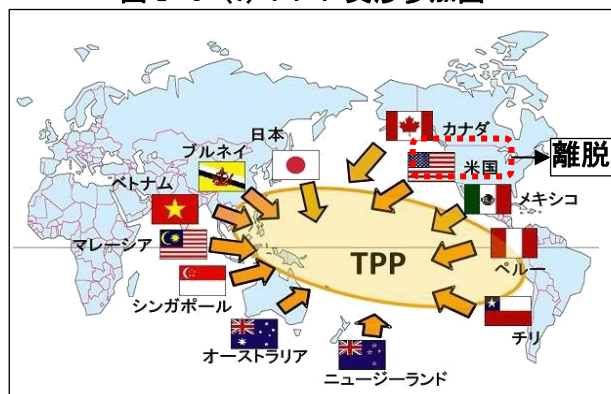 日本
カナダ
ブルネイ
米国
離脱
ベトナム
メキシコ
マレーシア
TPP
ペルー
シンガポール
チリ
オーストラリア
ニュージーランド